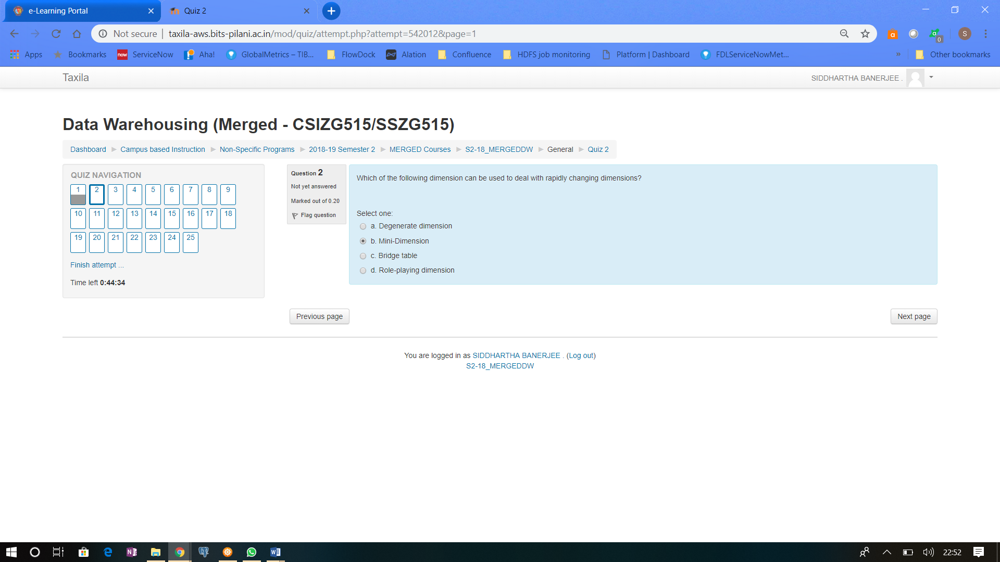 e-Learning Portal
Quiz 2
Not secure | taxila-aws.bits-pilani.ac.in/mod/quiz/attempt.php?attempt=542012&page=1
a
a
0
S
Apps
Bookmarks
now ServiceNow
Aha!
GlobalMetrics – TIB...
FlowDock
Alation
Confluence
HDFS job monitoring
Platform | Dashboard
FDLServiceNowMet...
»
Other bookmarks
Taxila
SIDDHARTHA BANERJEE .
Data Warehousing (Merged - CSIZG515/SSZG515)
Dashboard ► Campus based Instruction ► Non-Specific Programs ► 2018-19 Semester 2 ► MERGED Courses ► S2-18_MERGEDDW ► General ► Quiz 2
QUIZ NAVIGATION
1 2 3 4 5 6 7 8 9
10 11 12 13 14 15 16 17 18
19 20 21 22 23 24 25
Finish attempt ...
Time left 0:44:34
Question 2
Not yet answered
Marked out of 0.20
Flag question
Which of the following dimension can be used to deal with rapidly changing dimensions?
Select one:
a. Degenerate dimension
b. Mini-Dimension
c. Bridge table
d. Role-playing dimension
Previous page
Next page
You are logged in as SIDDHARTHA BANERJEE . (Log out)
S2-18_MERGEDDW
22:52